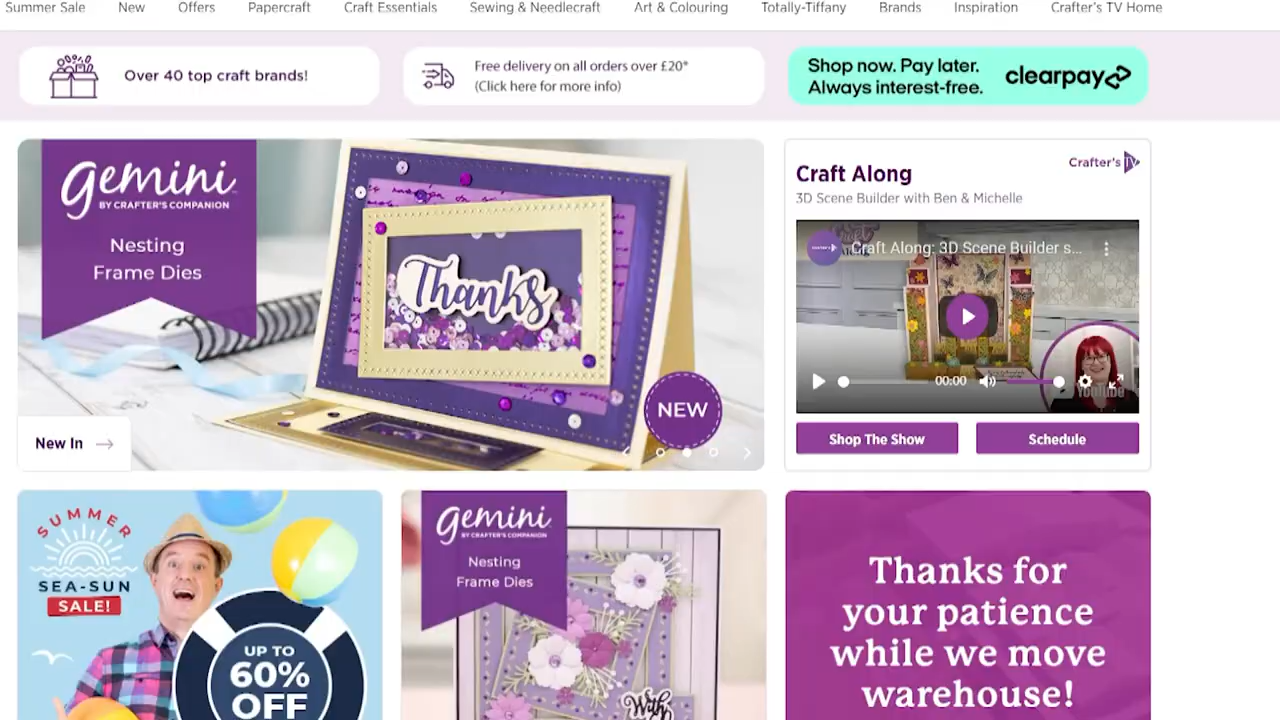 Summer Sale
New
Offers
Papercraft
Craft Essentials
Sewing & Needlecraft
Art & Colouring
Totally-Tiffany
Brands
Inspiration
Crafter's TV Home
Over 40 top craft brands!
Free delivery on all orders over £20*
(Click here for more info)
Shop now. Pay later.
Always interest-free.
clearpay
gemini
BY CRAFTER'S COMPANION
Nesting
Frame Dies
Thanks
NEW
New In
Crafter's TV
Craft Along
3D Scene Builder with Ben & Michelle
Craft Along: 3D Scene Builder s...
00:00
YouTube
Shop The Show
Schedule
SUMMER
SEA-SUN
SALE!
UP TO
60%
OFF
gemini
BY CRAFTER'S COMPANION
Nesting
Frame Dies
With
Thanks for
your patience
while we move
warehouse!